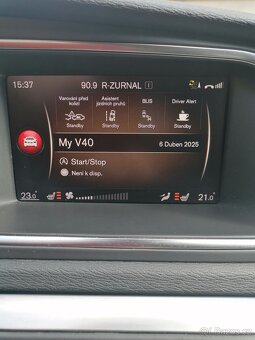 15:37 90.9 R-ZURNAL
Varování před kolizí
Asistent jízdních pruhů
BLIS
Driver Alert
Standby Standby Standby Standby
My V40 6 Duben 2025
Start/Stop
Není k disp.
23.0 21.0